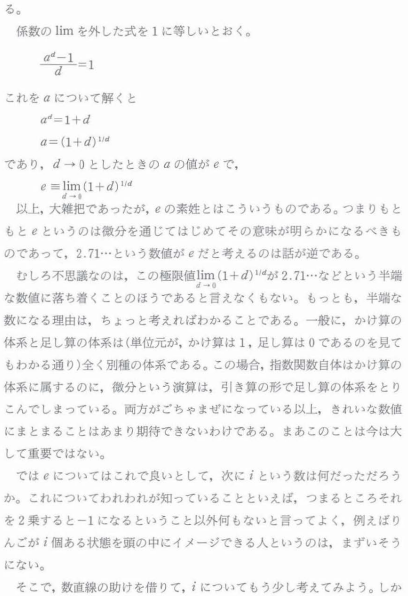 る。
係数の lim を外した式を1に等しいとおく。
a^d−1/d=1
これを a について解くと
a^d=1+d
a=(1+d)^1/d
であり，d→0としたときの a の値が e で，
e≡lim(1+d)^1/d
d→0
以上，大雑把であったが，e の素姓とはこういうものである。つまりもと
もと e というのは微分を通じてはじめてその意味が明らかになるべきも
のであって，2.71…という数値が e だと考えるのは話が逆である。
むしろ不思議なのは，この極限値lim(1+d)^1/dが2.71…などという半端
d→0
な数値に落ち着くことのほうであると言えなくもない。もっとも，半端な
数になる理由は，ちょっと考えればわかることである。一般に，かけ算の
体系と足し算の体系は(単位元が，かけ算は1，足し算は0であるのを見て
もわかる通り)全く別種の体系である。この場合，指数関数自体はかけ算の
体系に属するのに，微分という演算は，引き算の形で足し算の体系をとり
こんでしまっている。両方がごちゃまぜになっている以上，きれいな数値
にまとまることはあまり期待できないわけである。まあこのことは今は大
して重要ではない。
では e についてはこれで良いとして，次に i という数は何だっただろう
か。これについてわれわれが知っていることといえば，つまるところそれ
を2乗すると−1になるということ以外何もないと言ってよく，例えばり
んごが i 個ある状態を頭の中にイメージできる人というのは，まずいそう
にない。
そこで，数直線の助けを借りて，i についてもう少し考えてみよう。しか